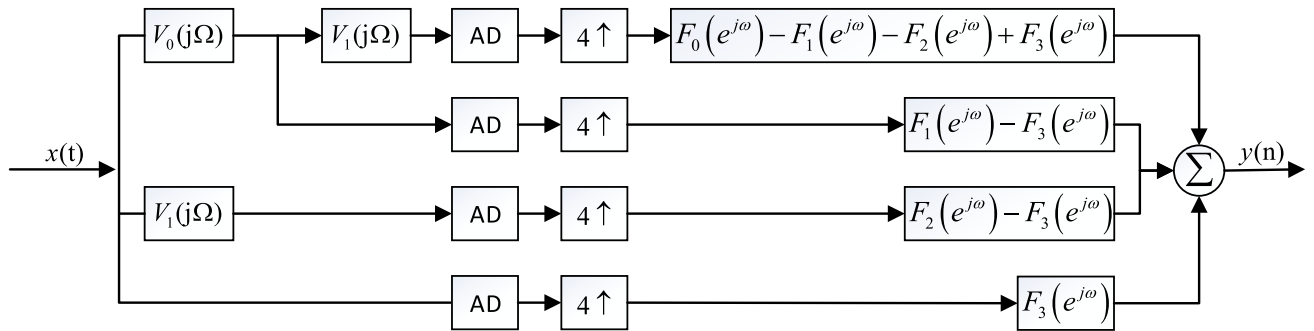 V₀(jΩ) V₁(jΩ) AD 4↑ F₀(e^{jω})−F₁(e^{jω})−F₂(e^{jω})+F₃(e^{jω})
AD 4↑ F₁(e^{jω})−F₃(e^{jω})
x(t) Σ y(n)
V₁(jΩ) AD 4↑ F₂(e^{jω})−F₃(e^{jω})
AD 4↑ F₃(e^{jω})